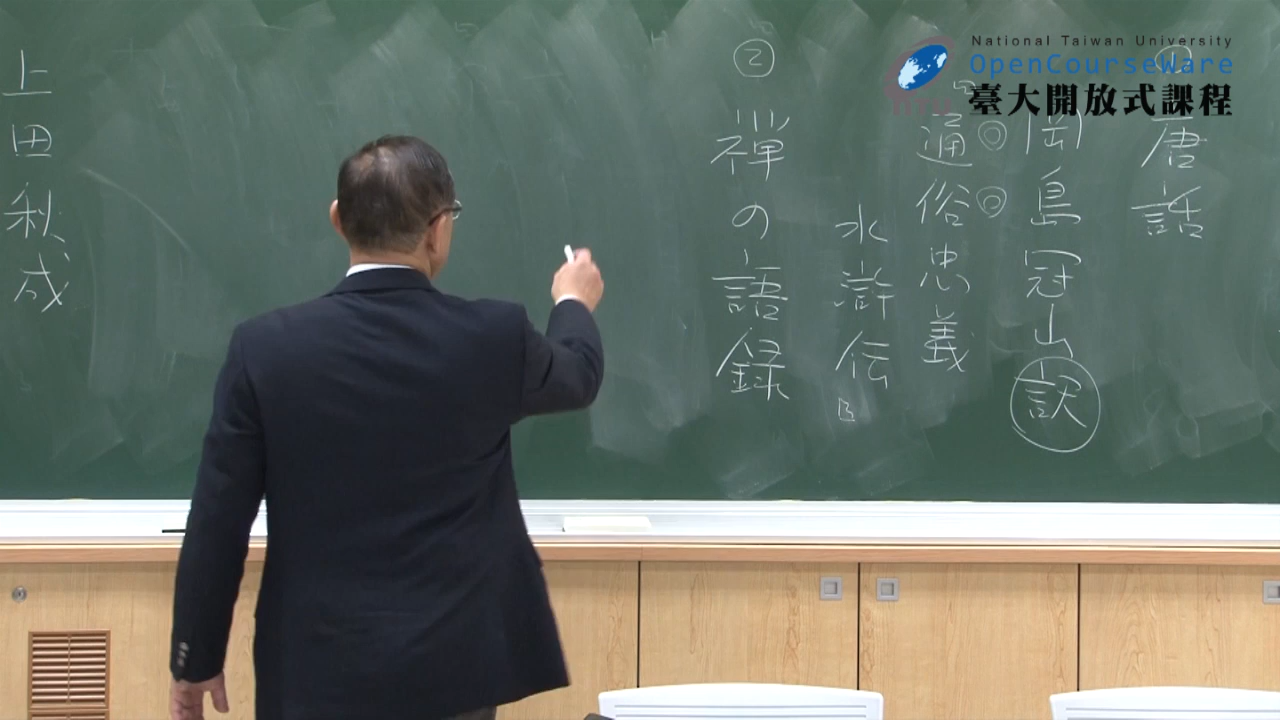 National Taiwan University
OpenCourseWare
臺大開放式課程
唐話
岡島冠山訳
通俗忠義
水滸伝
②
禅の語録
上田秋成